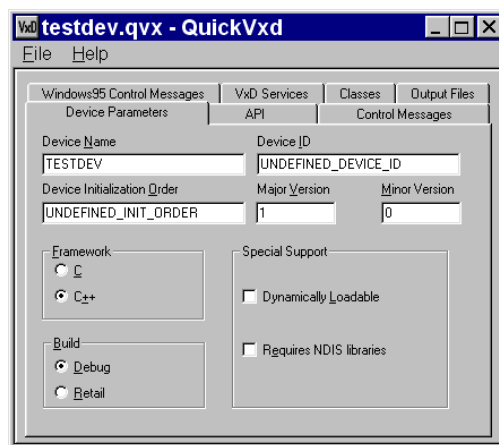 VxD testdev.qvx - QuickVxd
File Help
Windows95 Control Messages VxD Services Classes Output Files
Device Parameters API Control Messages
Device Name Device ID
TESTDEV UNDEFINED_DEVICE_ID
Device Initialization Order Major Version Minor Version
UNDEFINED_INIT_ORDER 1 0
Framework Special Support
C
C++ Dynamically Loadable
Build Requires NDIS libraries
Debug
Retail